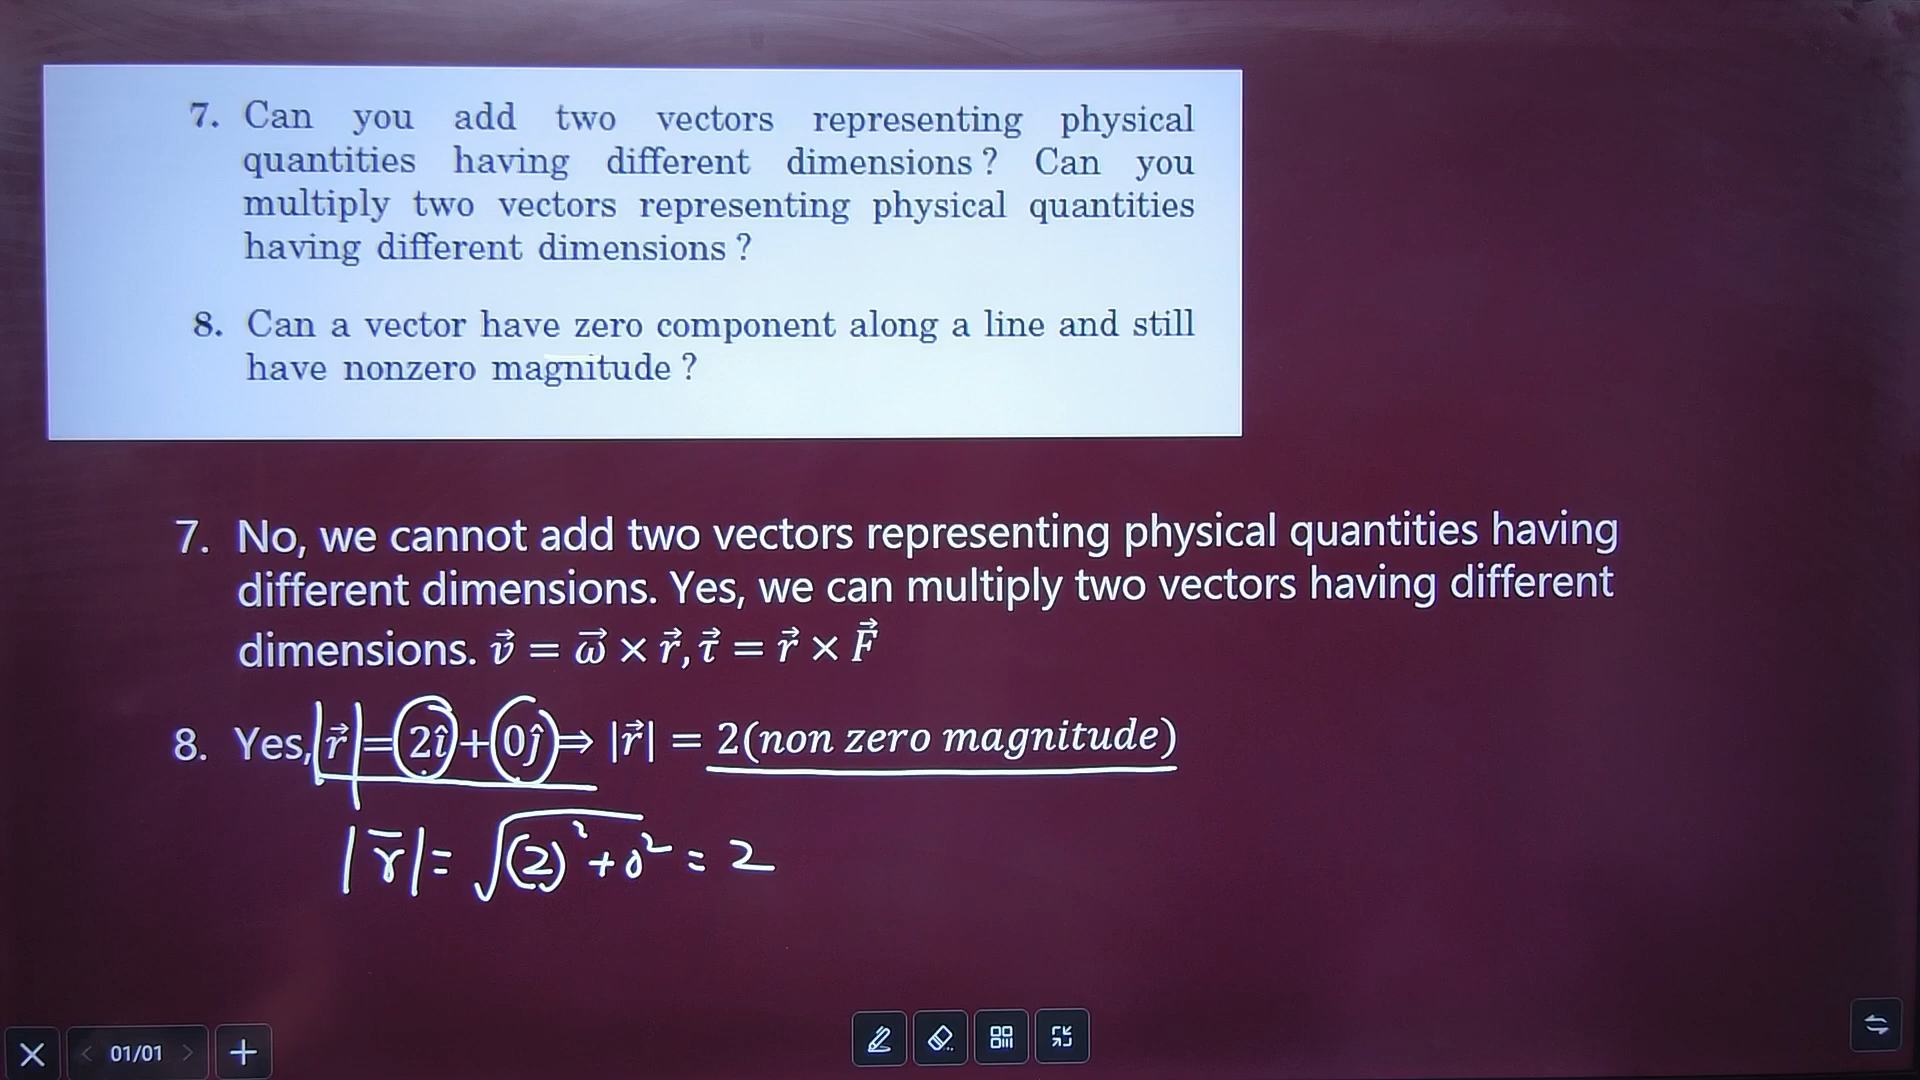 7. Can you add two vectors representing physical
quantities having different dimensions ? Can you
multiply two vectors representing physical quantities
having different dimensions ?
8. Can a vector have zero component along a line and still
have nonzero magnitude ?
7. No, we cannot add two vectors representing physical quantities having
different dimensions. Yes, we can multiply two vectors having different
dimensions. v⃗ = ω⃗ × r⃗, τ⃗ = r⃗ × F⃗
8. Yes, |r⃗| = 2î + 0ĵ ⇒ |r⃗| = 2(non zero magnitude)
|r̄| = √(2)² + 0² = 2
01/01